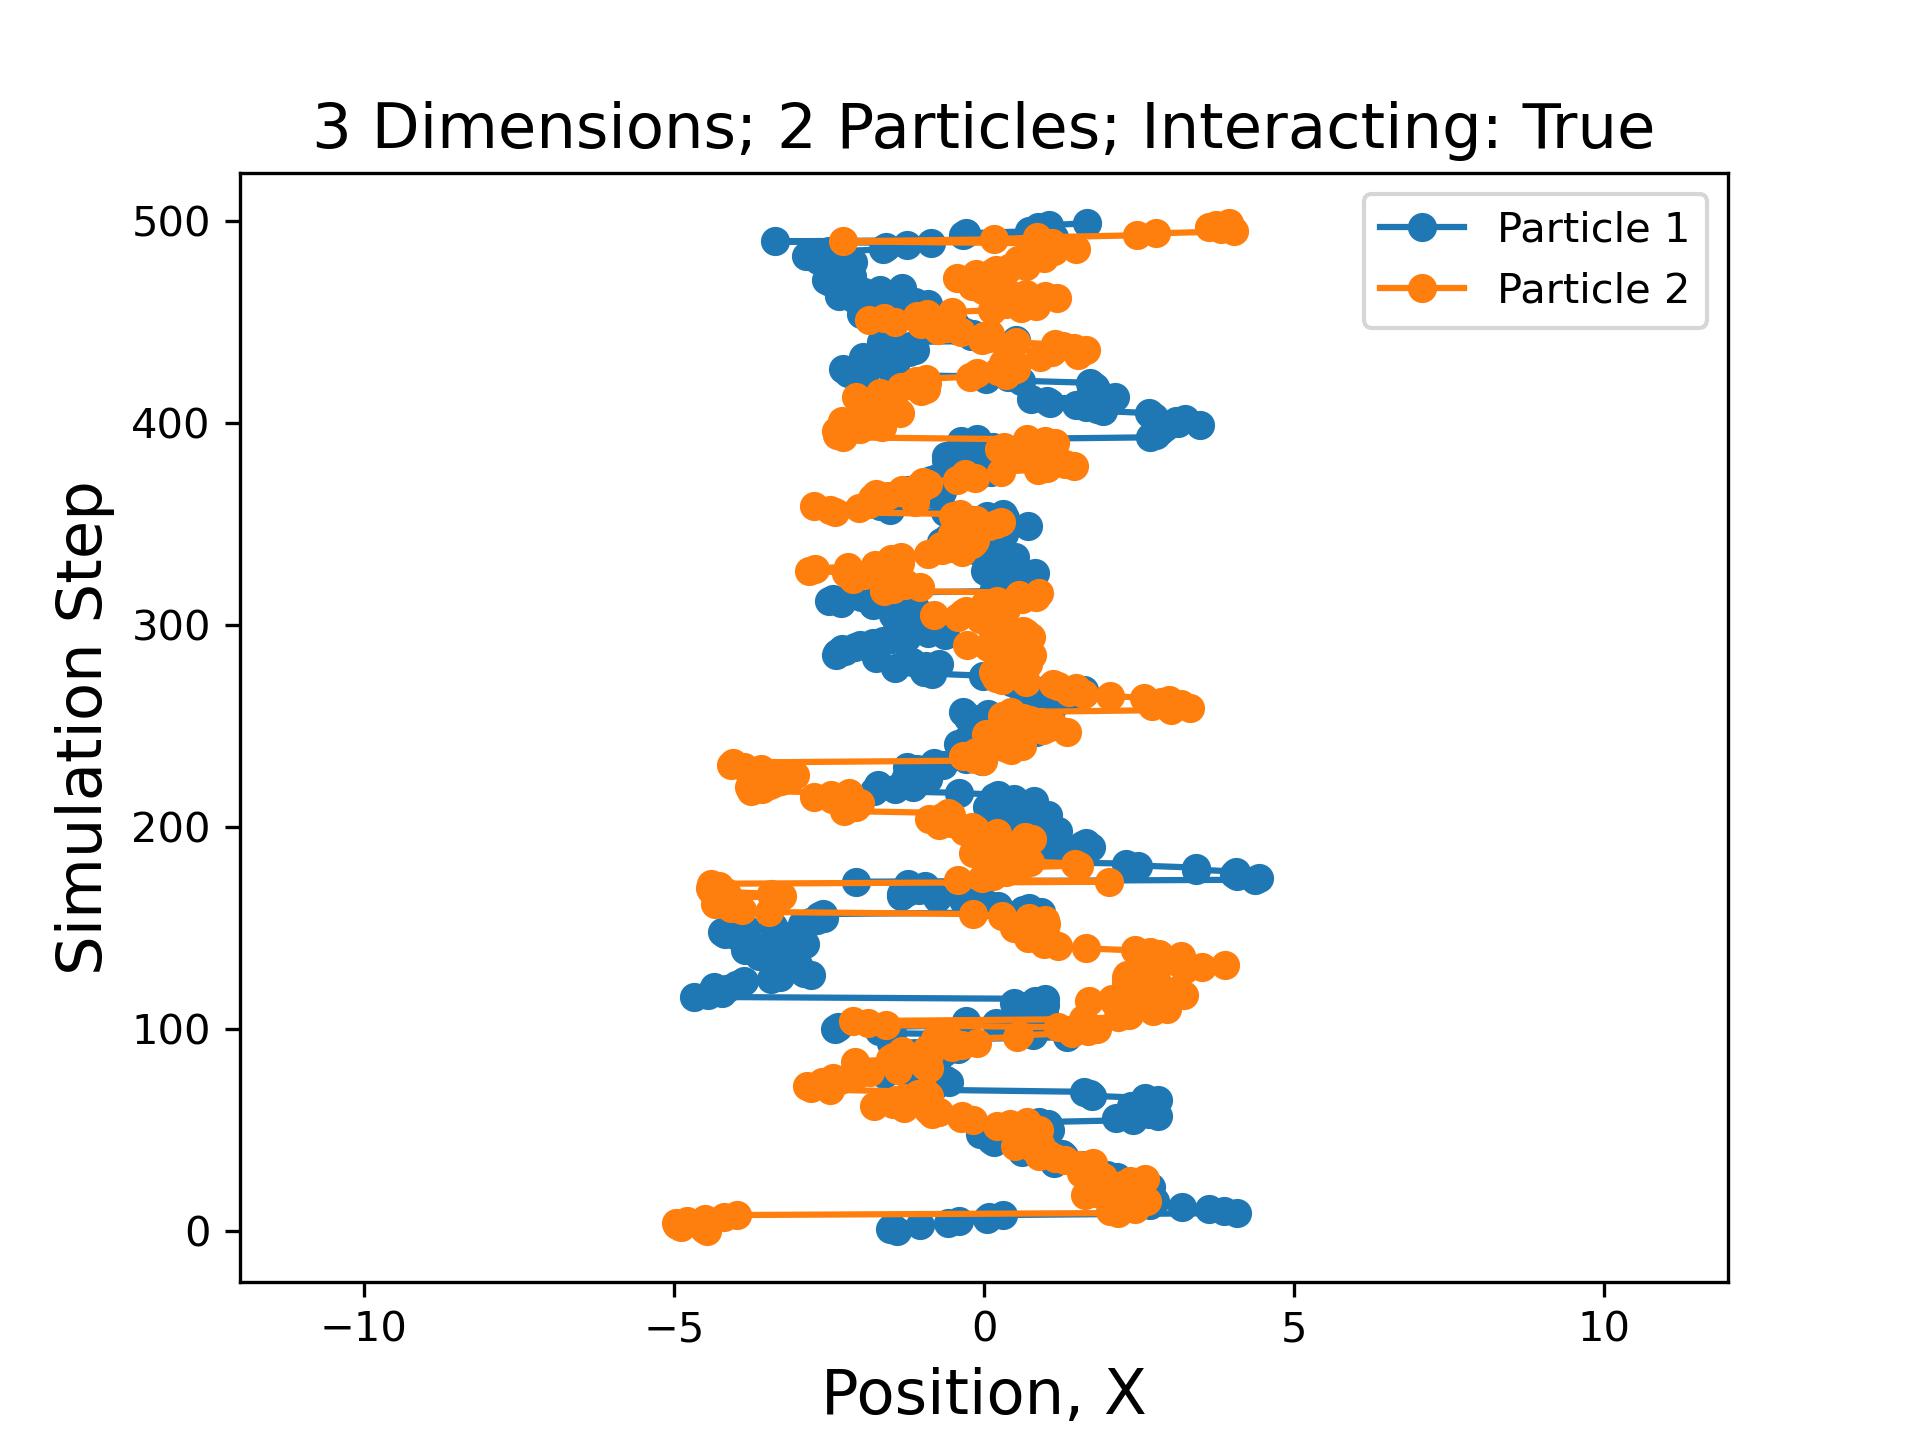 3 Dimensions; 2 Particles; Interacting: True
Particle 1
Particle 2
500
400
300
200
100
0
Simulation Step
−10
−5
0
5
10
Position, X